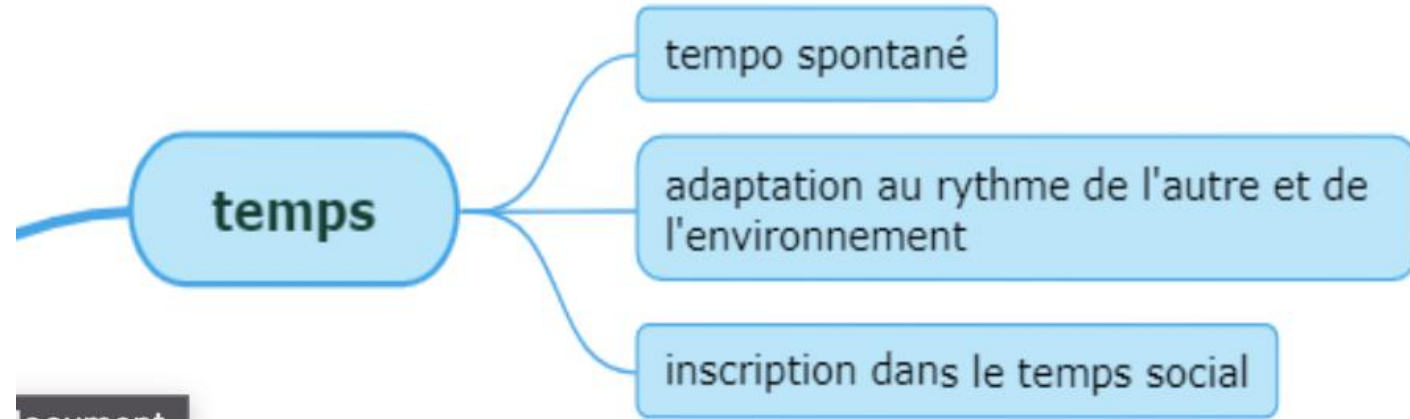 tempo spontané
temps
adaptation au rythme de l'autre et de
l'environnement
inscription dans le temps social